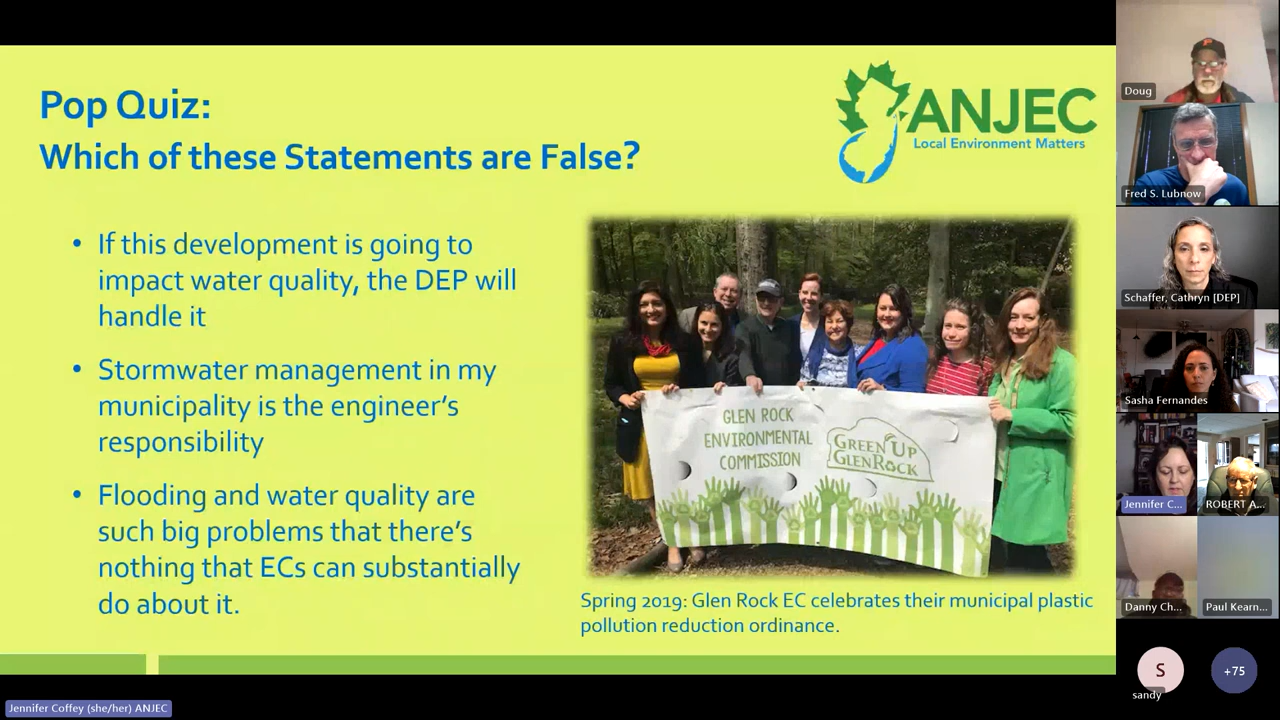 Pop Quiz:
Which of these Statements are False?
ANJEC
Local Environment Matters
• If this development is going to
impact water quality, the DEP will
handle it
• Stormwater management in my
municipality is the engineer's
responsibility
• Flooding and water quality are
such big problems that there's
nothing that ECs can substantially
do about it.
GLEN ROCK
ENVIRONMENTAL
COMMISSION
GREEN UP
GLEN ROCK
Spring 2019: Glen Rock EC celebrates their municipal plastic
pollution reduction ordinance.
Doug
Fred S. Lubnow
Schaffer, Cathryn [DEP]
Sasha Fernandes
Jennifer C...
ROBERT A...
Danny Ch...
Paul Kearn...
S
sandy
+75
Jennifer Coffey (she/her) ANJEC